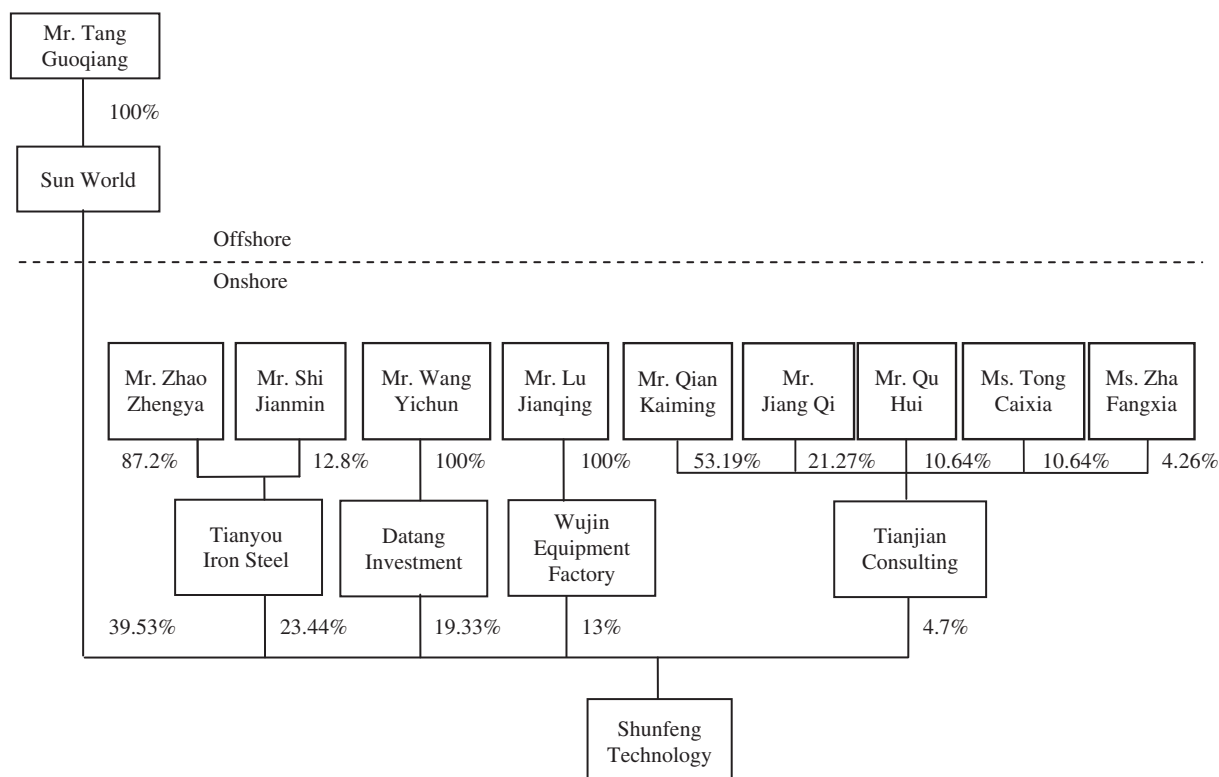 Mr. Tang
Guoqiang
100%
Sun World
Offshore
Onshore
Mr. Zhao
Zhengya
Mr. Shi
Jianmin
Mr. Wang
Yichun
Mr. Lu
Jianqing
Mr. Qian
Kaiming
Mr.
Jiang Qi
Mr. Qu
Hui
Ms. Tong
Caixia
Ms. Zha
Fangxia
87.2%
12.8%
100%
100%
53.19%
21.27%
10.64%
10.64%
4.26%
Tianyou
Iron Steel
Datang
Investment
Wujin
Equipment
Factory
Tianjian
Consulting
39.53%
23.44%
19.33%
13%
4.7%
Shunfeng
Technology